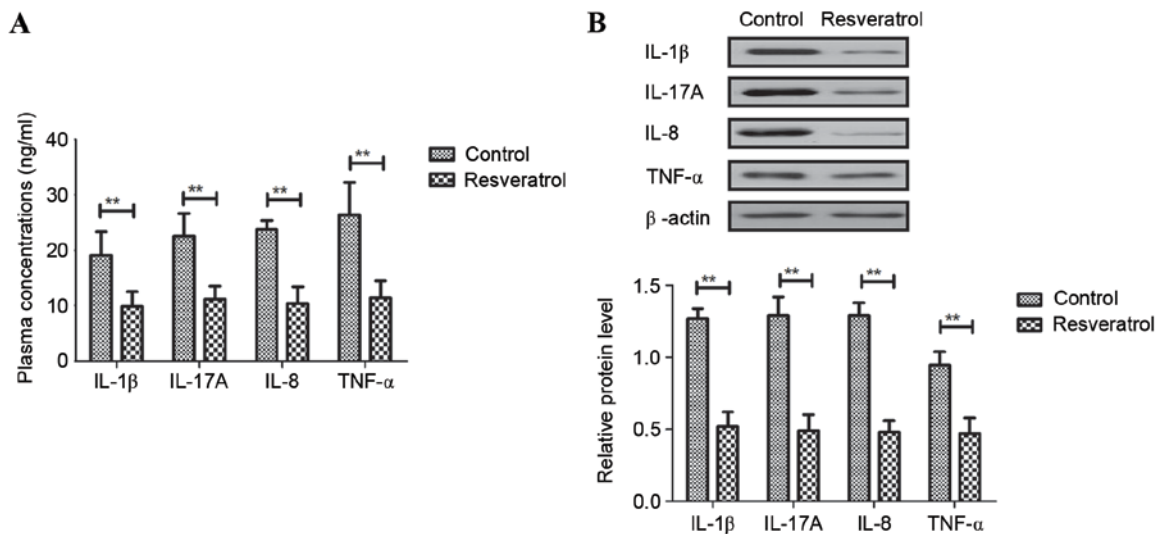 A
Plasma concentrations (ng/ml)
40
30
20
10
0
** ** ** **
IL-1β IL-17A IL-8 TNF-α
Control
Resveratrol
B
Control Resveratrol
IL-1β
IL-17A
IL-8
TNF-α
β -actin
Relative protein level
1.5
1.0
0.5
0.0
** ** ** **
IL-1β IL-17A IL-8 TNF-α
Control
Resveratrol